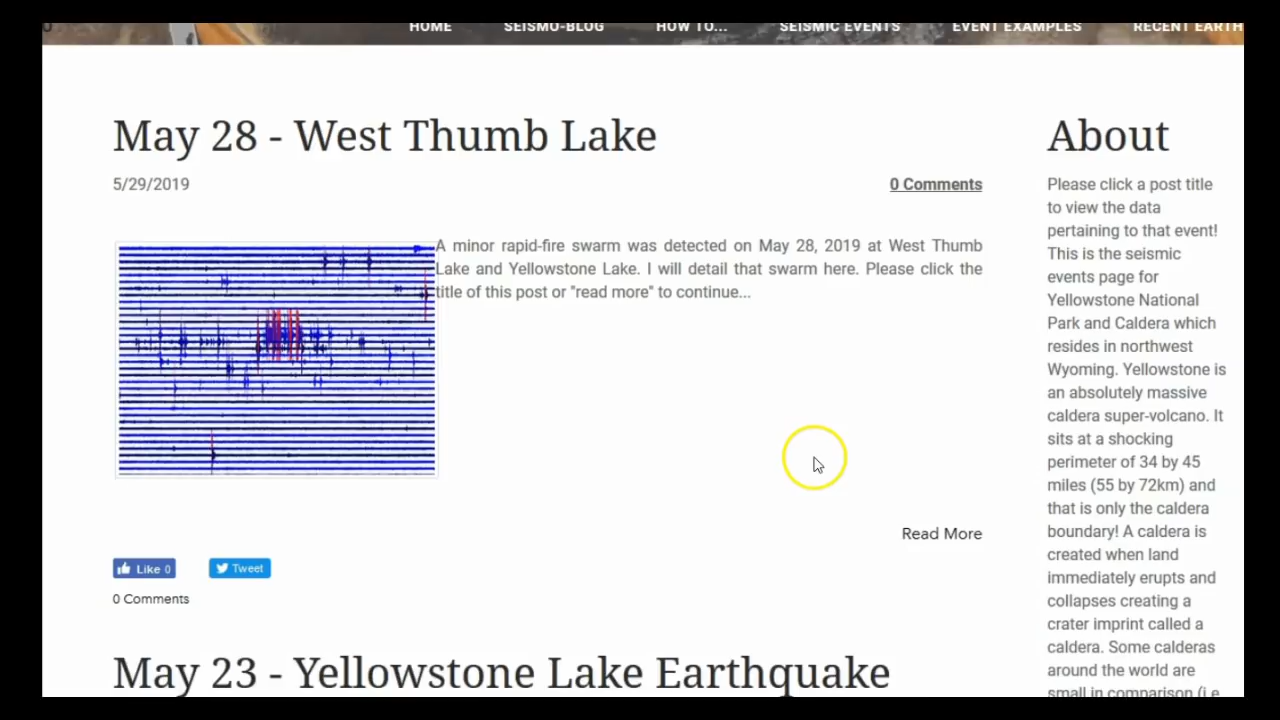 HOME SEISMO-BLOG HOW TO... SEISMIC EVENTS EVENT EXAMPLES RECENT EARTH
May 28 - West Thumb Lake
5/29/2019
0 Comments
A minor rapid-fire swarm was detected on May 28, 2019 at West Thumb
Lake and Yellowstone Lake. I will detail that swarm here. Please click the
title of this post or "read more" to continue...
Read More
Like 0
Tweet
0 Comments
May 23 - Yellowstone Lake Earthquake
About
Please click a post title
to view the data
pertaining to that event!
This is the seismic
events page for
Yellowstone National
Park and Caldera which
resides in northwest
Wyoming. Yellowstone is
an absolutely massive
caldera super-volcano. It
sits at a shocking
perimeter of 34 by 45
miles (55 by 72km) and
that is only the caldera
boundary! A caldera is
created when land
immediately erupts and
collapses creating a
crater imprint called a
caldera. Some calderas
around the world are
small in comparison (i.e